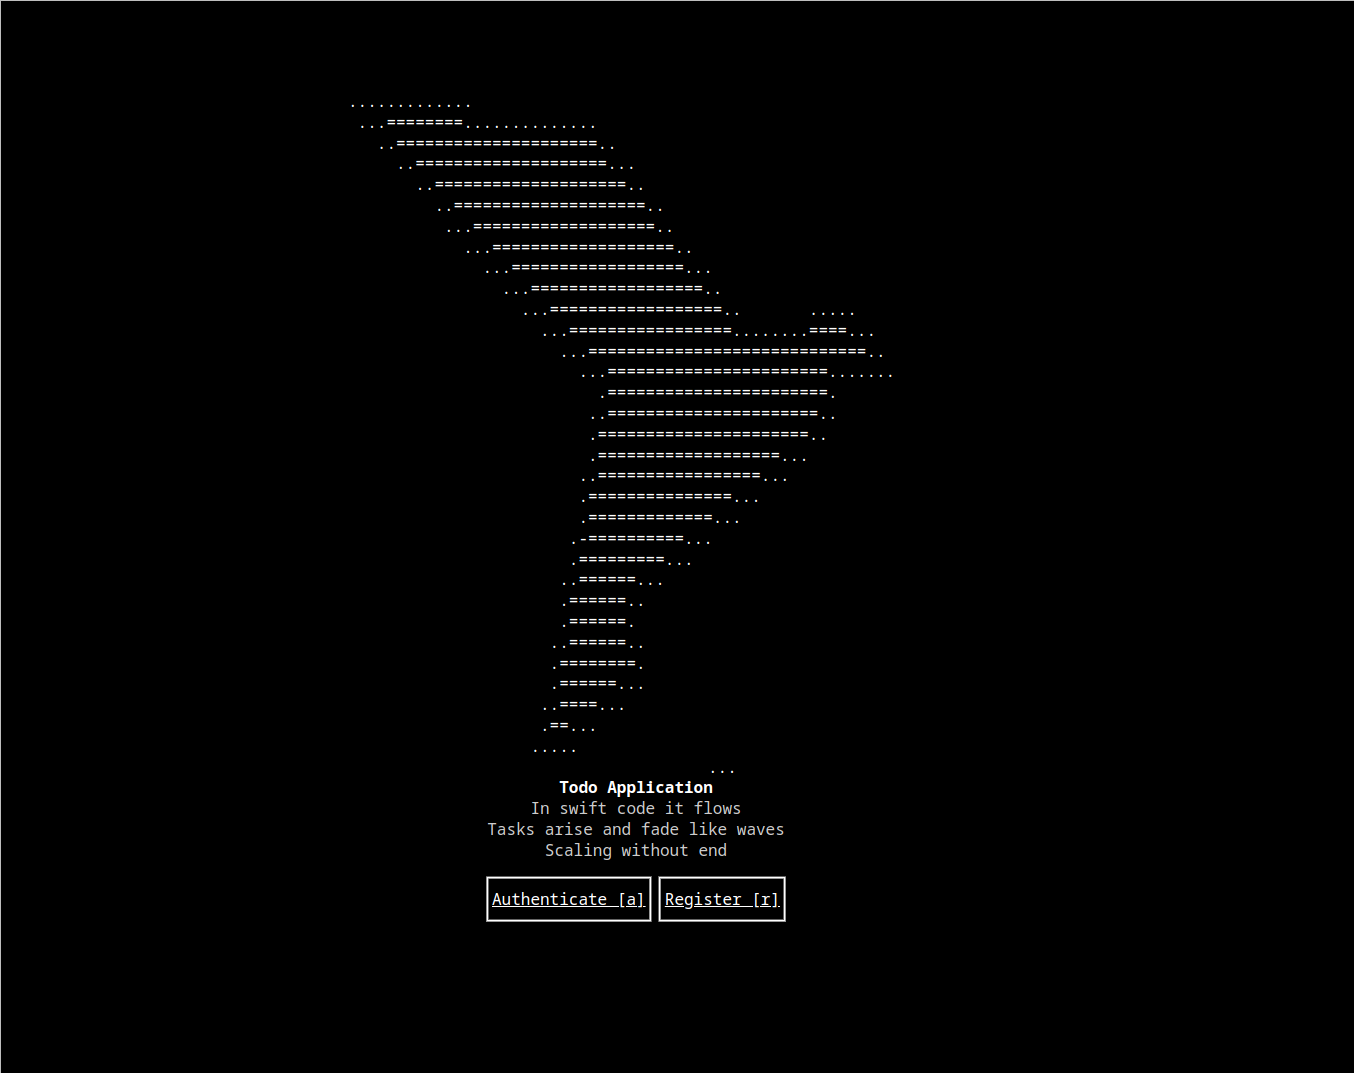 Todo Application
In swift code it flows
Tasks arise and fade like waves
Scaling without end
Authenticate [a] Register [r]